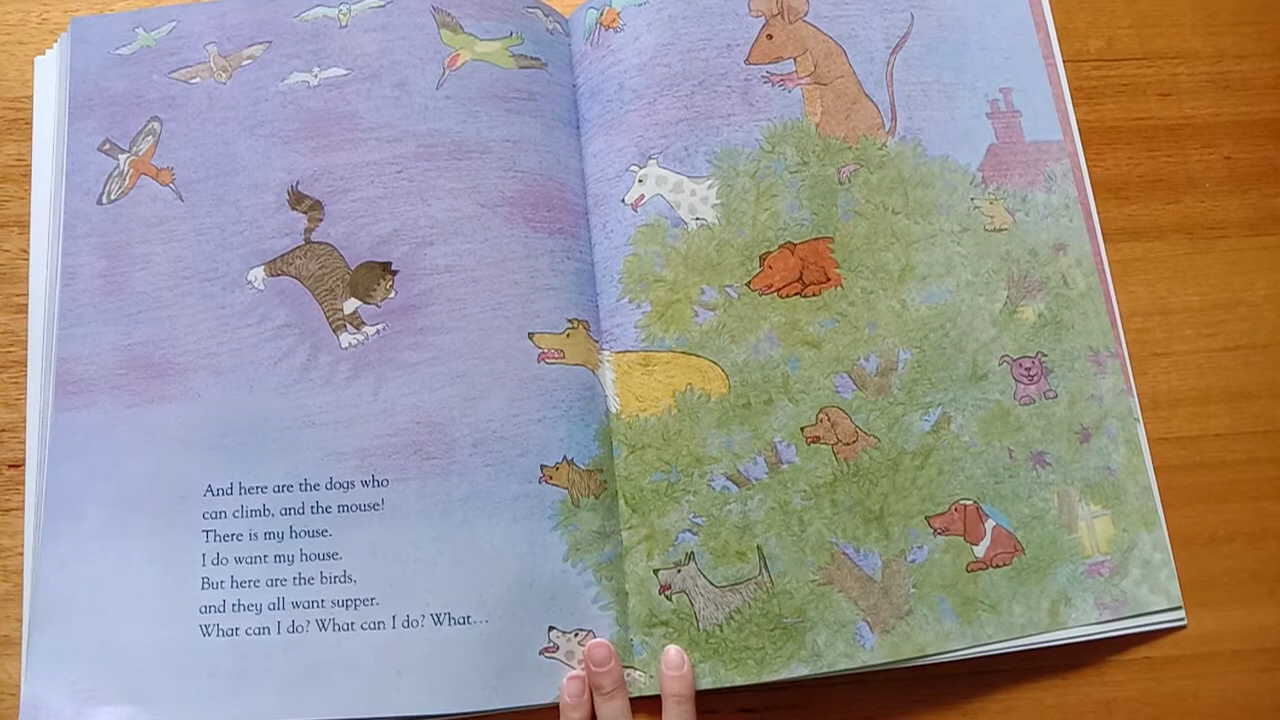 And here are the dogs who
can climb, and the mouse!
There is my house.
I do want my house.
But here are the birds,
and they all want supper.
What can I do? What can I do? What...